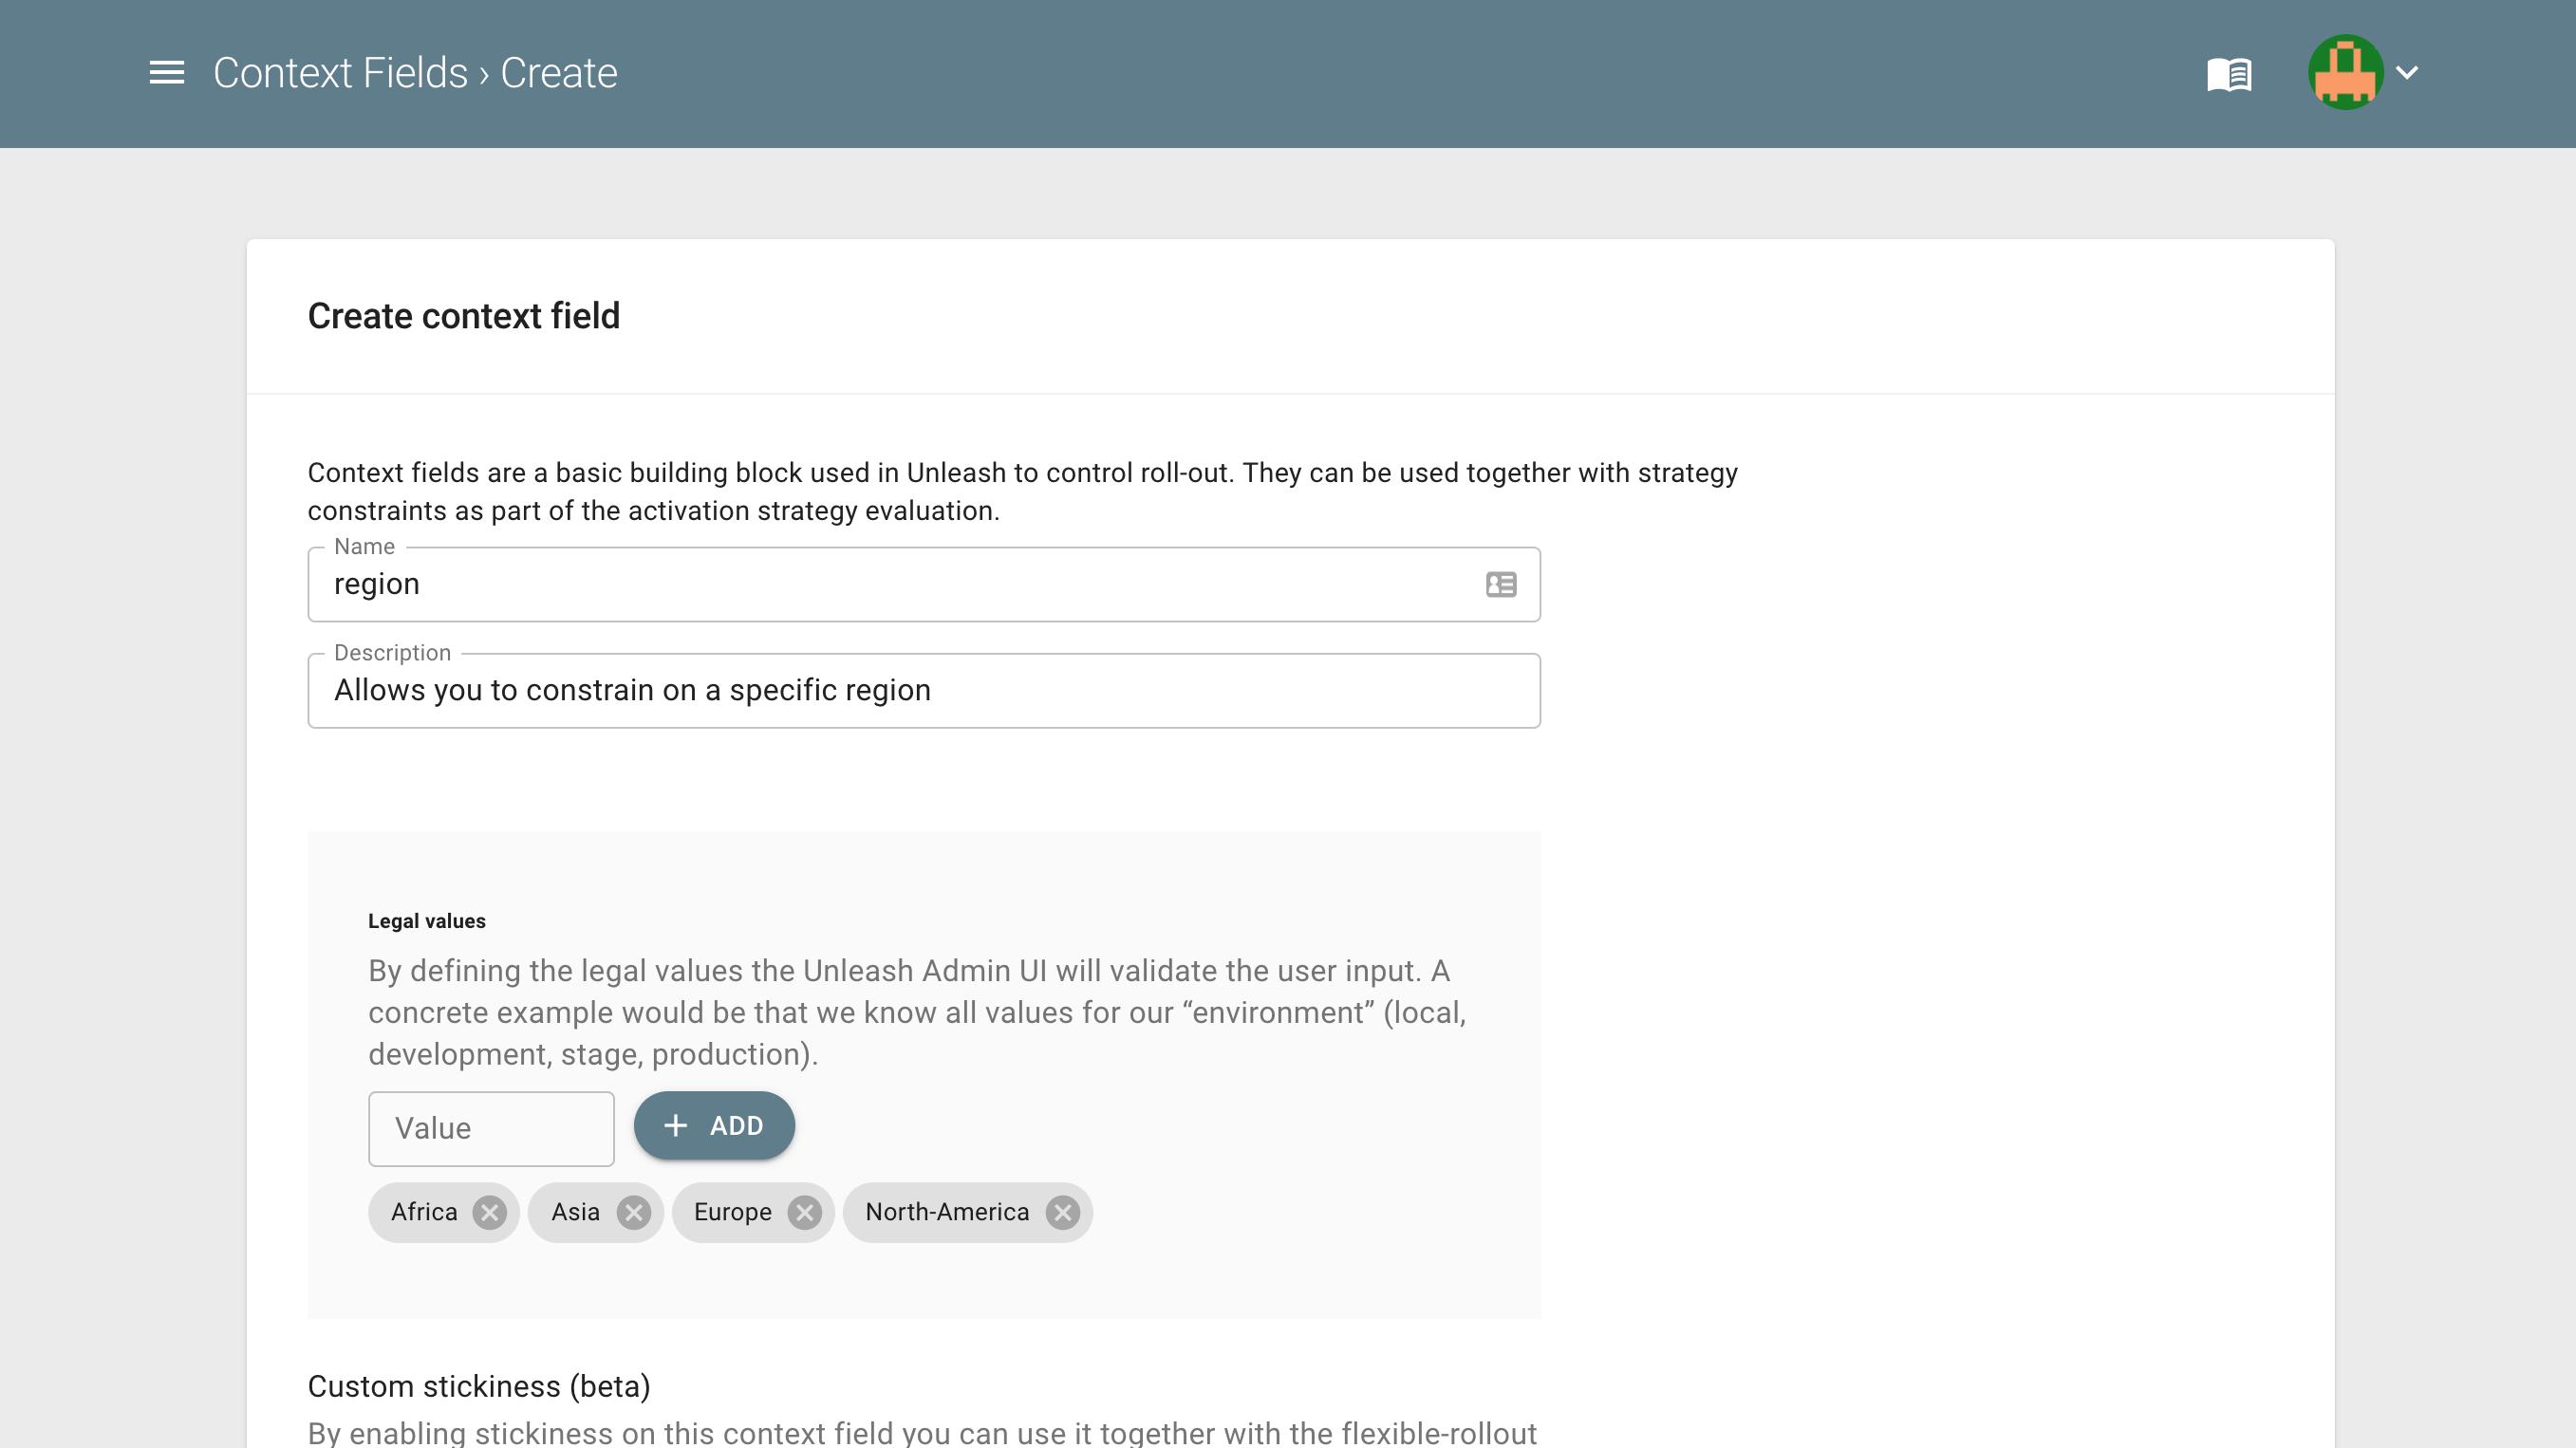 Context Fields › Create
Create context field
Context fields are a basic building block used in Unleash to control roll-out. They can be used together with strategy
constraints as part of the activation strategy evaluation.
Name
region
Description
Allows you to constrain on a specific region
Legal values
By defining the legal values the Unleash Admin UI will validate the user input. A
concrete example would be that we know all values for our “environment” (local,
development, stage, production).
Value
ADD
Africa
Asia
Europe
North-America
Custom stickiness (beta)
By enabling stickiness on this context field you can use it together with the flexible-rollout